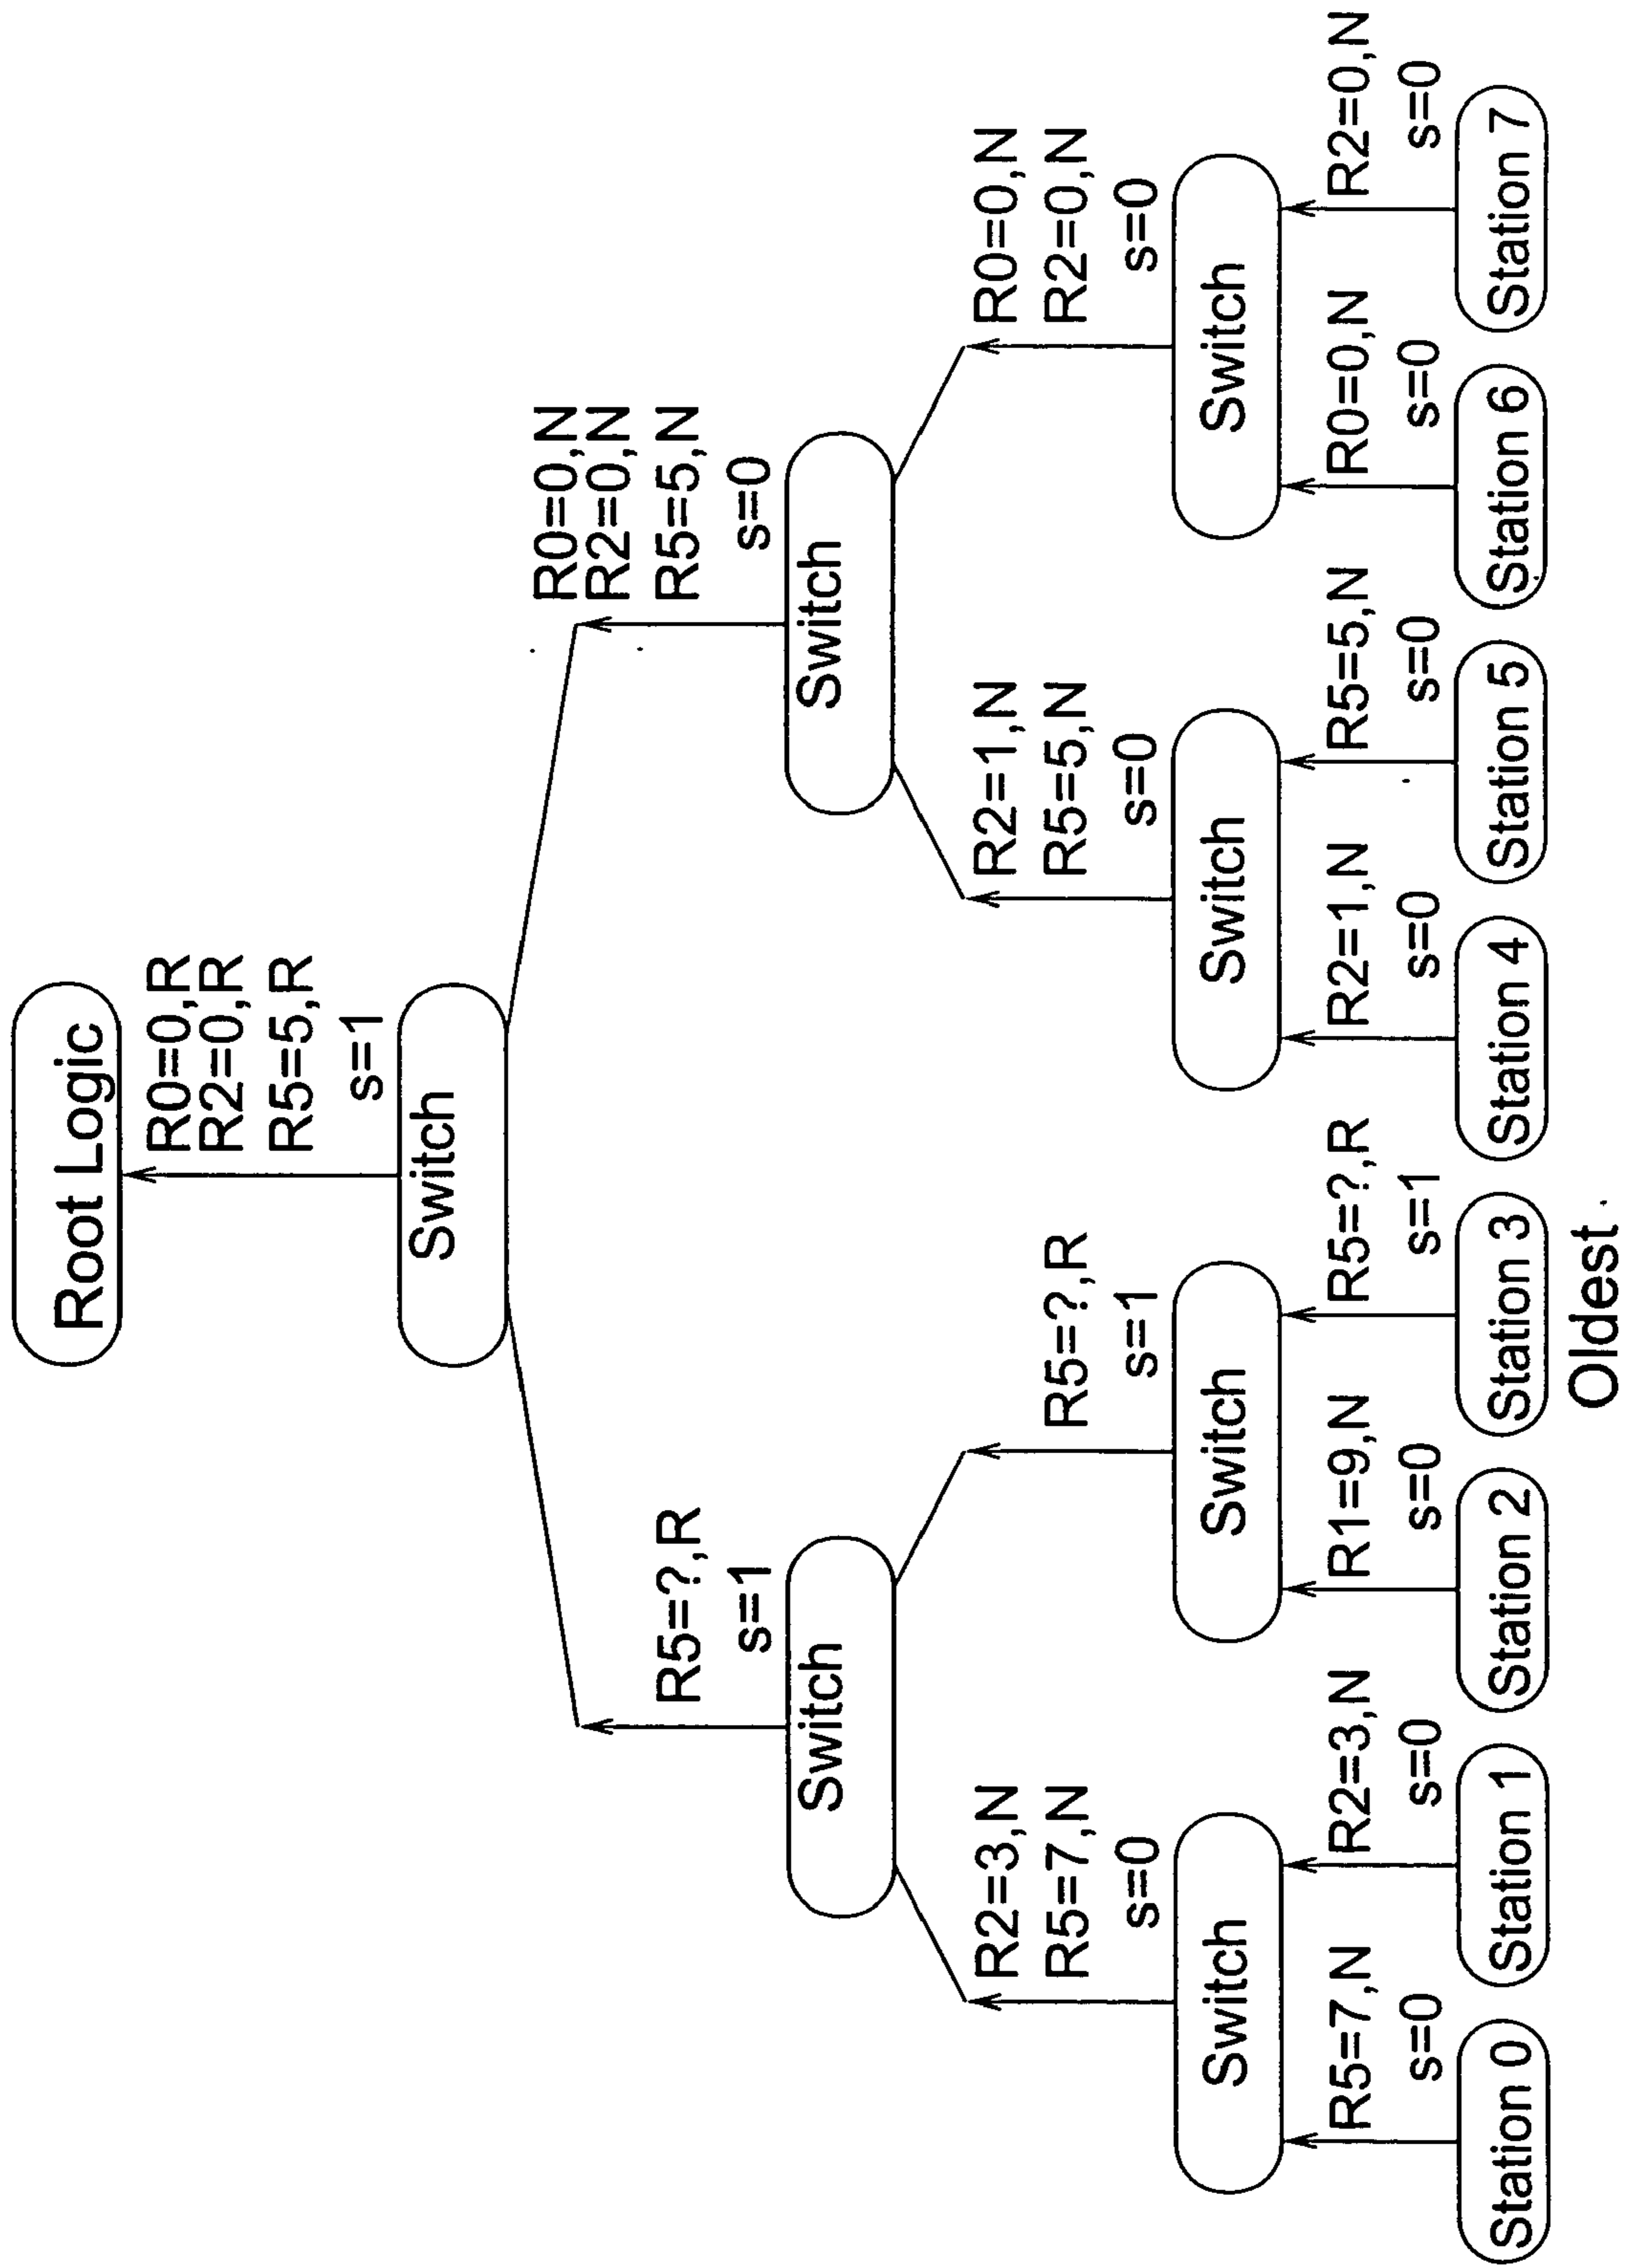 Root Logic
R0=0,R
R2=0,R
R5=5,R
s=1
Switch
R5=?,R
s=1
Switch
R0=0,N
R2=0,N
R5=5,N
s=0
Switch
R2=3,N
R5=7,N
s=0
Switch
R5=?,R
s=1
Switch
R2=1,N
R5=5,N
s=0
Switch
R0=0,N
R2=0,N
s=0
Switch
R5=7,N
s=0
Station 0
R2=3,N
s=0
Station 1
R1=9,N
s=0
Station 2
R5=?,R
s=1
Station 3
R2=1,N
s=0
Station 4
R5=5,N
s=0
Station 5
R0=0,N
s=0
Station 6
R2=0,N
s=0
Station 7
Oldest